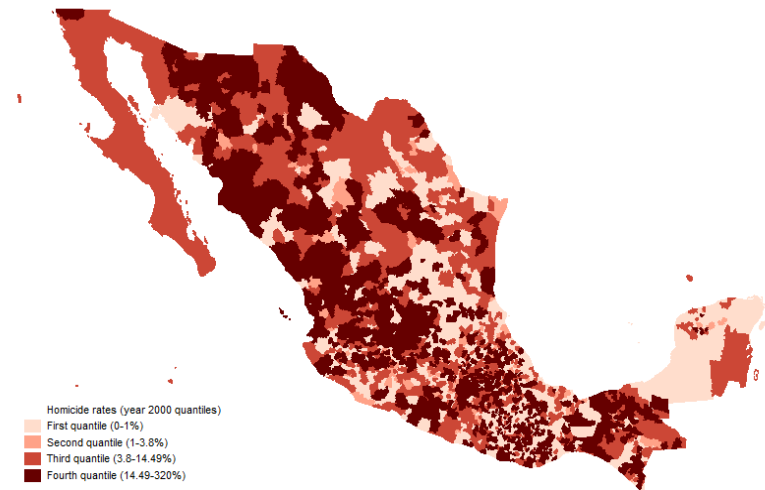 Homicide rates (year 2000 quantiles)
First quantile (0-1%)
Second quantile (1-3.8%)
Third quantile (3.8-14.49%)
Fourth quantile (14.49-320%)